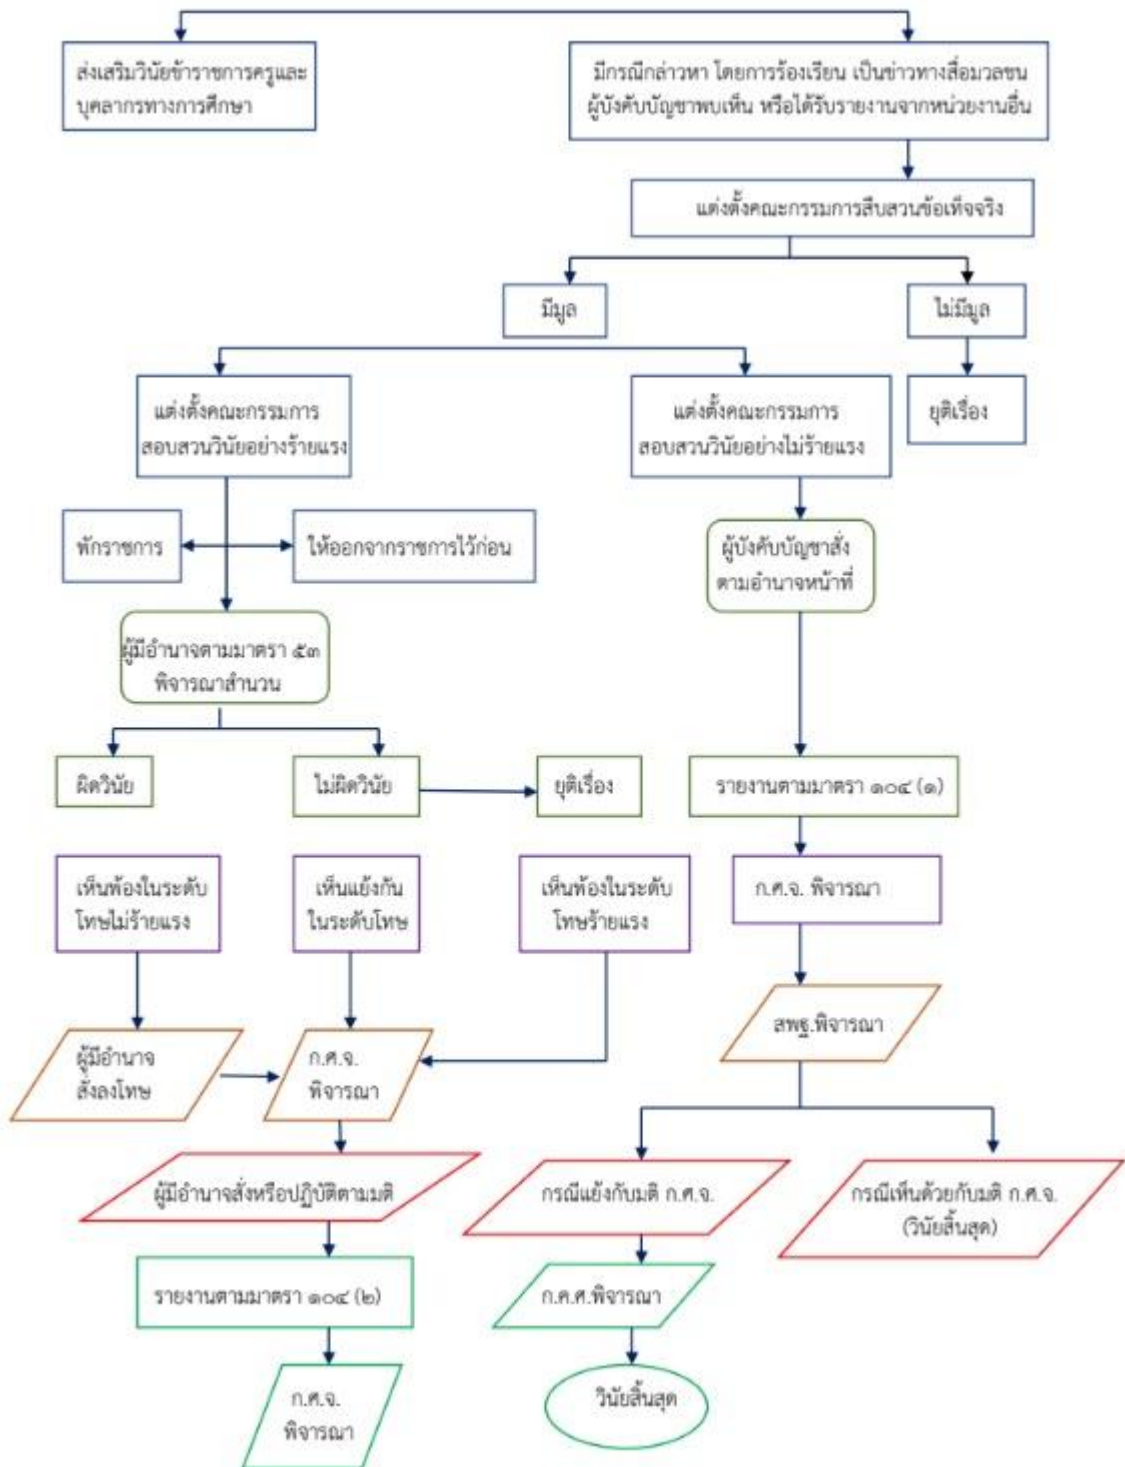 ส่งเสริมวินัยข้าราชการครูและ
บุคลากรทางการศึกษา
มีกรณีกล่าวหา โดยการร้องเรียน เป็นข่าวทางสื่อมวลชน
ผู้บังคับบัญชาพบเห็น หรือได้รับรายงานจากหน่วยงานอื่น
แต่งตั้งคณะกรรมการสืบสวนข้อเท็จจริง
มีมูล
ไม่มีมูล
แต่งตั้งคณะกรรมการ
สอบสวนวินัยอย่างร้ายแรง
แต่งตั้งคณะกรรมการ
สอบสวนวินัยอย่างไม่ร้ายแรง
ยุติเรื่อง
พักราชการ
ให้ออกจากราชการไว้ก่อน
ผู้บังคับบัญชาสั่ง
ตามอำนาจหน้าที่
ผู้มีอำนาจตามมาตรา ๕๓
พิจารณาสำนวน
ผิดวินัย
ไม่ผิดวินัย
ยุติเรื่อง
รายงานตามมาตรา ๑๐๔ (๑)
เห็นพ้องในระดับ
โทษไม่ร้ายแรง
เห็นแย้งกัน
ในระดับโทษ
เห็นพ้องในระดับ
โทษร้ายแรง
ก.ศ.จ. พิจารณา
สพฐ.พิจารณา
ผู้มีอำนาจ
สั่งลงโทษ
ก.ศ.จ.
พิจารณา
ผู้มีอำนาจสั่งหรือปฏิบัติตามมติ
กรณีแย้งกับมติ ก.ศ.จ.
กรณีเห็นด้วยกับมติ ก.ศ.จ.
(วินัยสิ้นสุด)
รายงานตามมาตรา ๑๐๔ (๒)
ก.ค.ศ.พิจารณา
ก.ศ.จ.
พิจารณา
วินัยสิ้นสุด